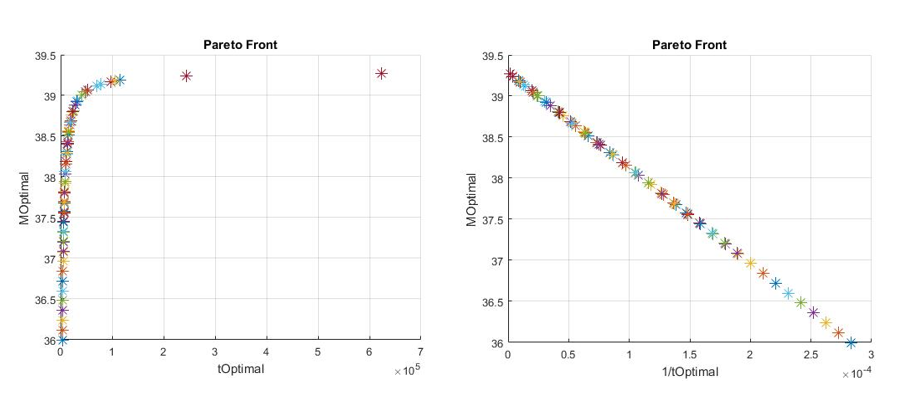 Pareto Front
39.5
39
38.5
38
37.5
37
36.5
36
MOptimal
0 1 2 3 4 5 6 7
tOptimal
×10^5
Pareto Front
39.5
39
38.5
38
37.5
37
36.5
36
MOptimal
0 0.5 1 1.5 2 2.5 3
1/tOptimal
×10^-4